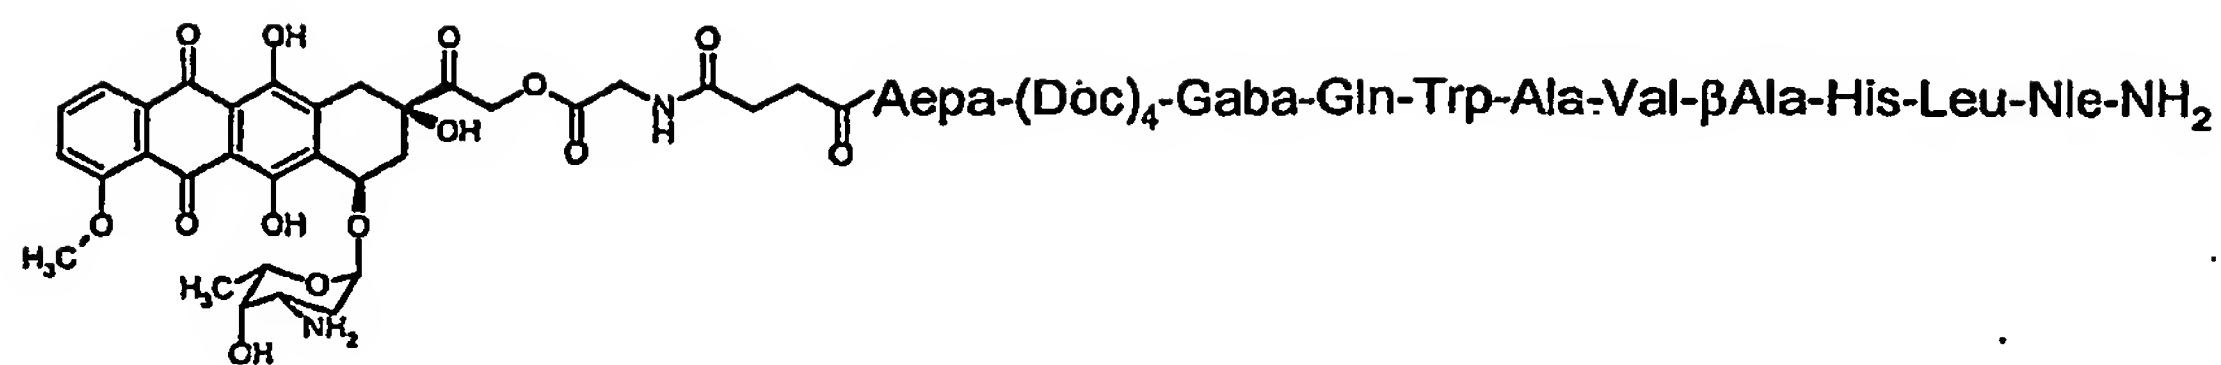 O OH O O
O O Aepa-(Doc)₄-Gaba-Gln-Trp-Ala-Val-βAla-His-Leu-Nle-NH₂
OH N
H
O O
O O OH O
H₃C
H₃C O
NH₂
OH